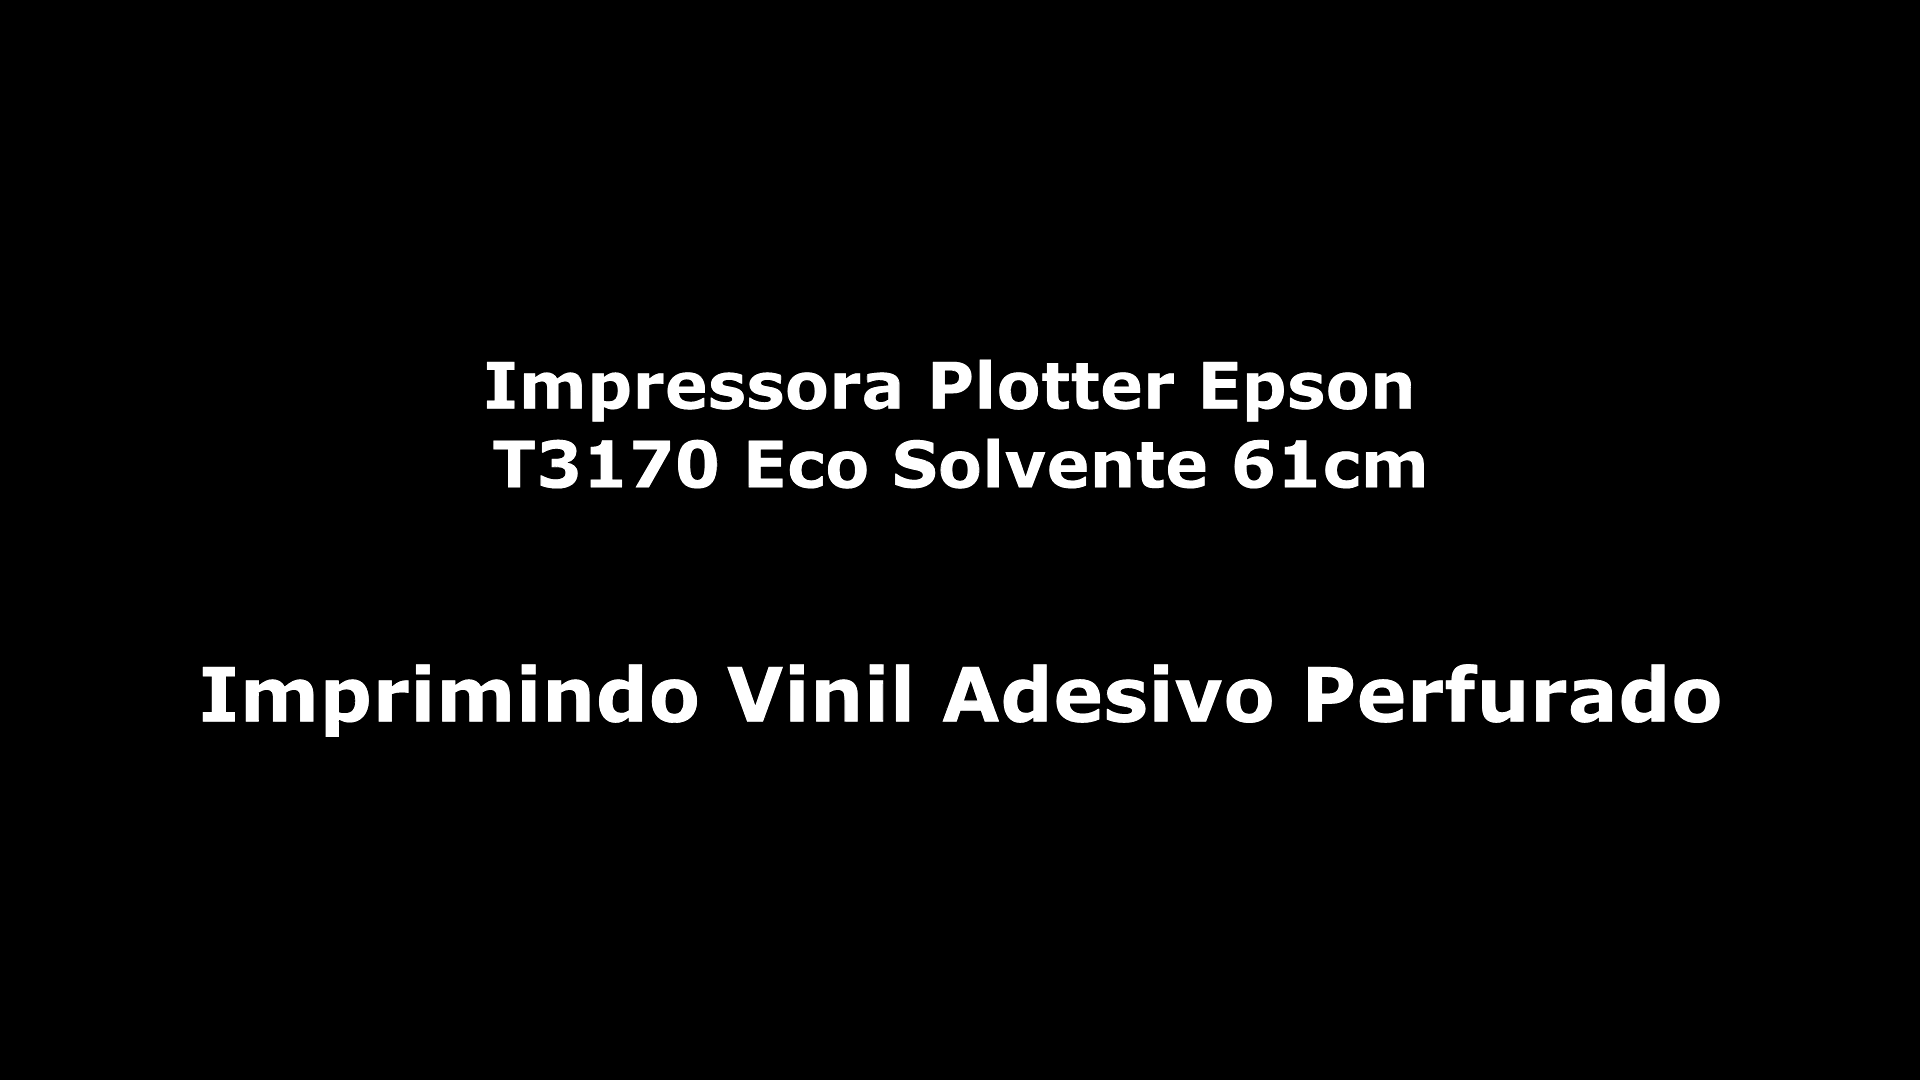 Impressora Plotter Epson
T3170 Eco Solvente 61cm
Imprimindo Vinil Adesivo Perfurado